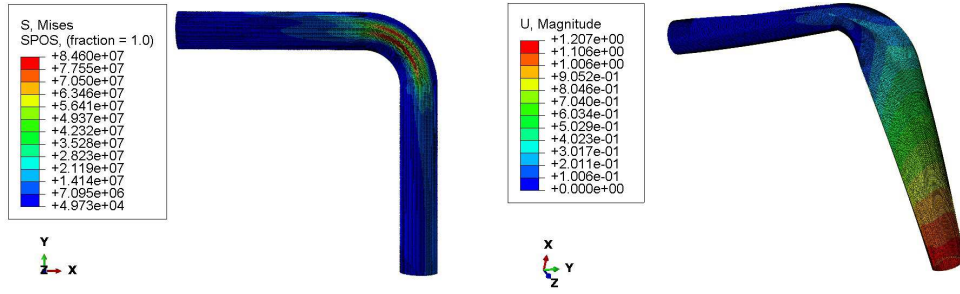 S, Mises
SPOS, (fraction = 1.0)
+8.460e+07
+7.755e+07
+7.050e+07
+6.346e+07
+5.641e+07
+4.937e+07
+4.232e+07
+3.528e+07
+2.823e+07
+2.119e+07
+1.414e+07
+7.095e+06
+4.973e+04
Y
Z X
U, Magnitude
+1.207e+00
+1.106e+00
+1.006e+00
+9.052e-01
+8.046e-01
+7.040e-01
+6.034e-01
+5.029e-01
+4.023e-01
+3.017e-01
+2.011e-01
+1.006e-01
+0.000e+00
X
Y
Z